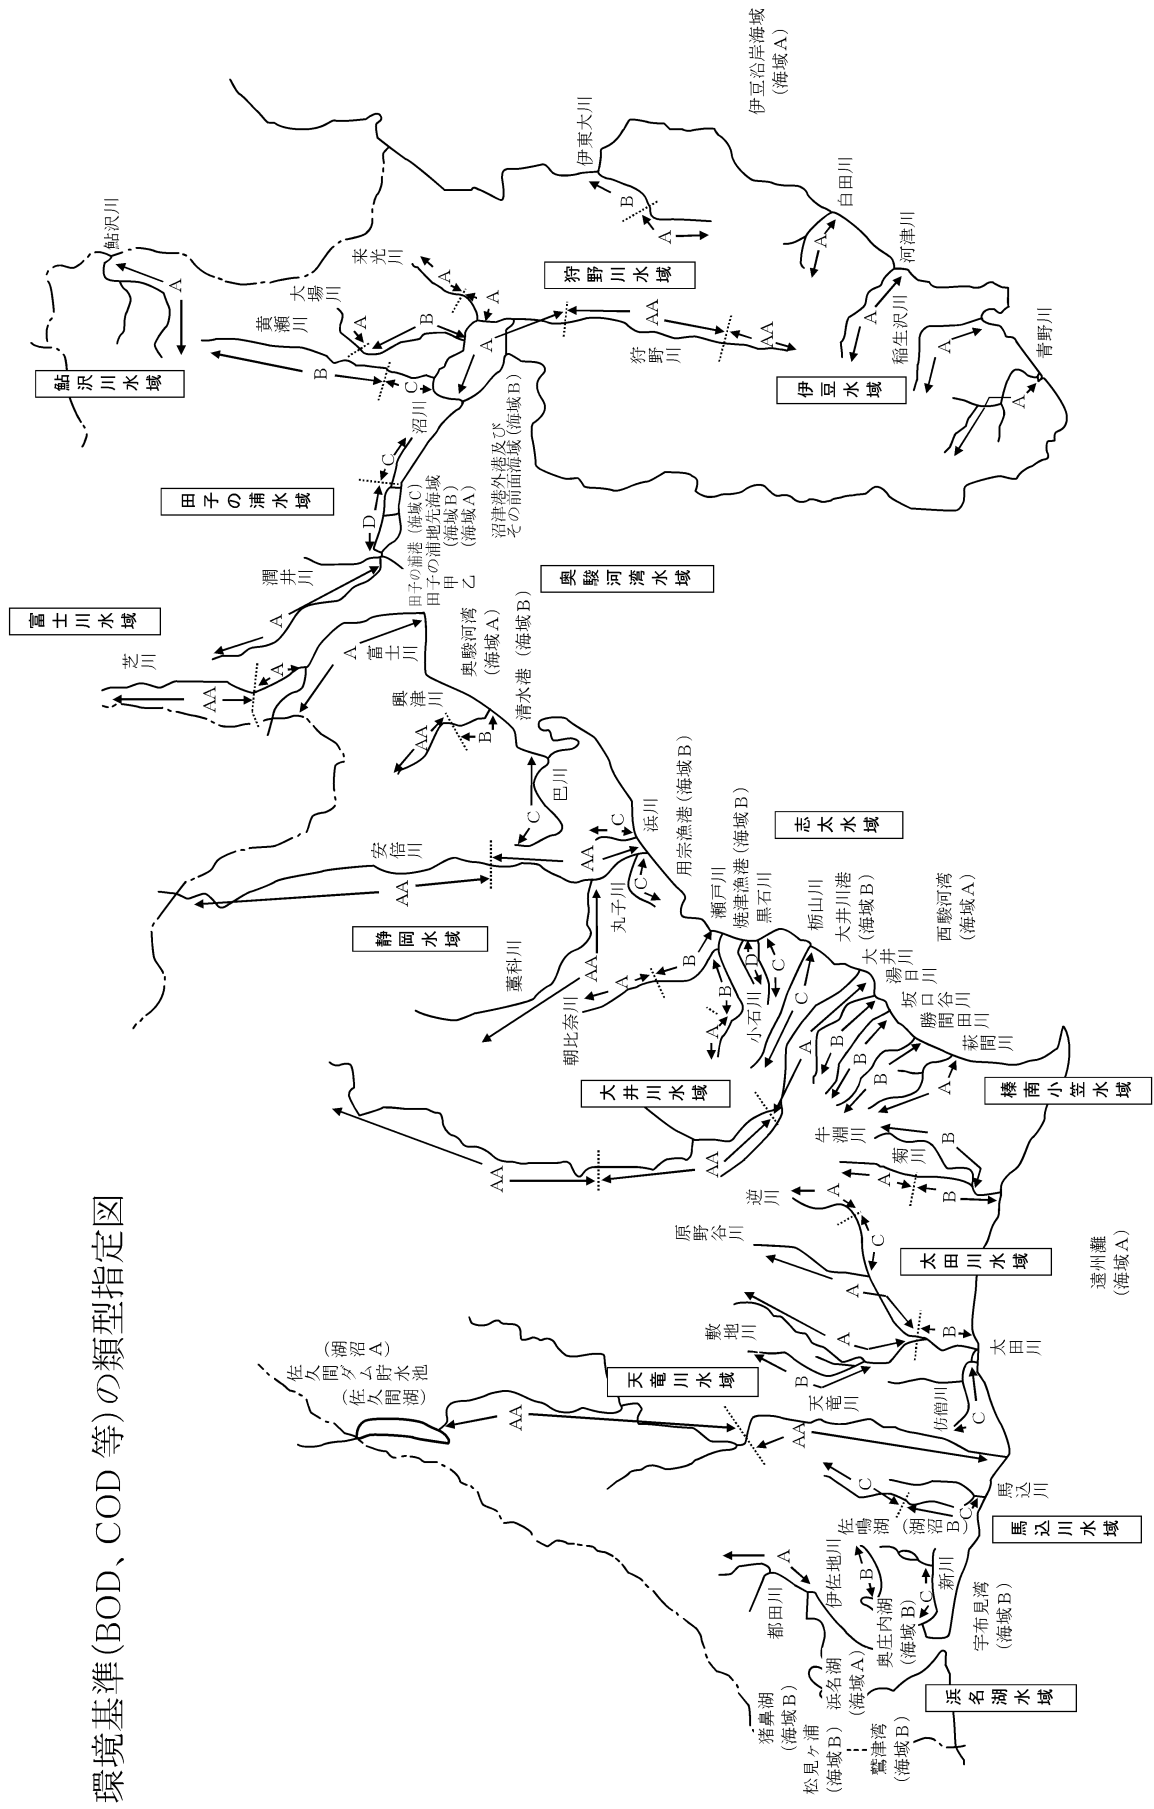 環境基準(BOD、COD 等)の類型指定図
鮎沢川
A
鮎沢川水域
来光川
大場川
黄瀬川
A
A
B
A
B
C
A
AA
AA
狩野川
狩野川水域
伊東大川
B
A
伊豆沿岸海域
(海域A)
白田川
A
河津川
A
稲生沢川
A
青野川
A
伊豆水域
沼川
C
D
田子の浦水域
田子の浦港(海域C)
田子の浦地先海域
甲 (海域B)
乙 (海域A)
沼津港外港及び
その前面海域(海域B)
奥駿河湾水域
潤井川
A
富士川水域
芝川
AA
A
A
富士川
奥駿河湾
(海域A)
清水港(海域B)
興津川
AA
B
巴川
C
浜川
C
安倍川
AA
AA
丸子川
C
静岡水域
藁科川
AA
用宗漁港(海域B)
瀬戸川
焼津漁港(海域B)
黒石川
志太水域
朝比奈川
A
B
B
A
小石川
D
C
栃山川
C
大井川港
(海域B)
西駿河湾
(海域A)
大井川
湯日川
坂口谷川
勝間田川
萩間川
A
B
B
B
A
榛南小笠水域
大井川水域
AA
AA
牛淵川
B
菊川
A
B
逆川
A
C
原野谷川
A
太田川水域
遠州灘
(海域A)
敷地川
A
B
B
太田川
(湖沼A)
佐久間ダム貯水池
(佐久間湖)
AA
天竜川水域
天竜川
AA
仿僧川
C
馬込川
C
B
C
馬込川水域
佐鳴湖
(湖沼B)
都田川
A
伊佐地川
B
新川
C
奥庄内湖
(海域B)
宇布見湾
(海域B)
浜名湖
(海域A)
猪鼻湖
(海域B)
松見ヶ浦
(海域B)
鷲津湾
(海域B)
浜名湖水域